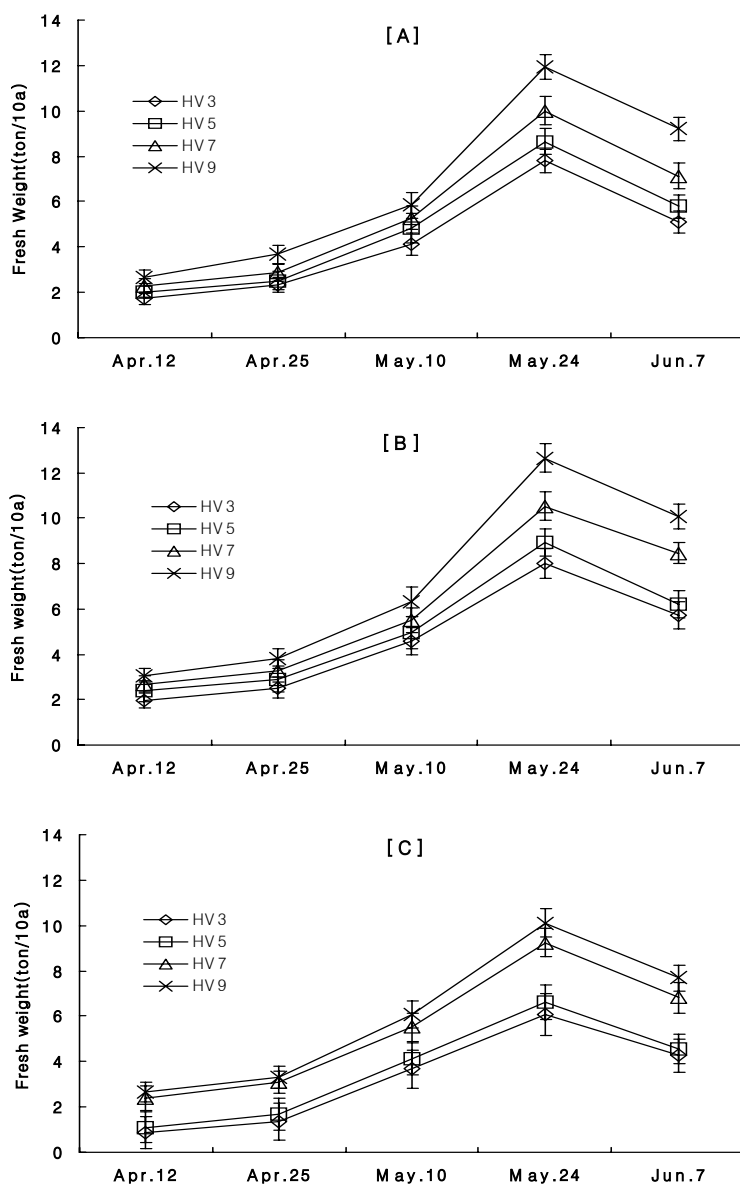 [A]
Fresh Weight(ton/10a)
14
12
10
8
6
4
2
0
HV3
HV5
HV7
HV9
Apr.12 Apr.25 May.10 May.24 Jun.7
[B]
Fresh weight(ton/10a)
14
12
10
8
6
4
2
0
HV3
HV5
HV7
HV9
Apr.12 Apr.25 May.10 May.24 Jun.7
[C]
Fresh weight(ton/10a)
14
12
10
8
6
4
2
0
HV3
HV5
HV7
HV9
Apr.12 Apr.25 May.10 May.24 Jun.7